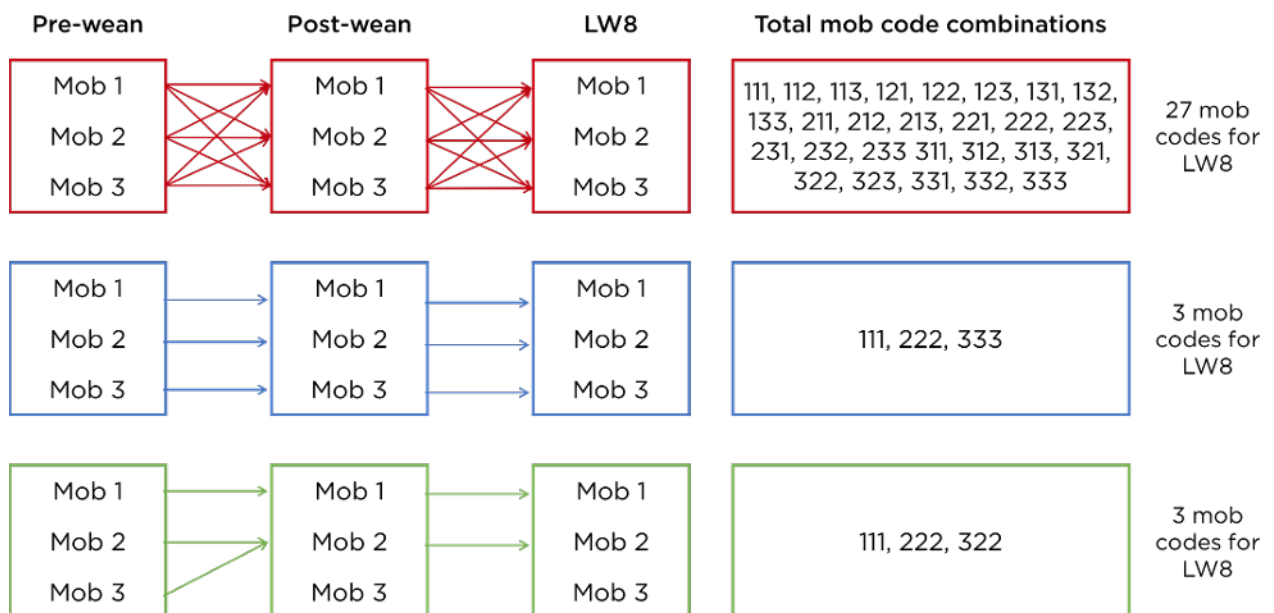 Pre-wean Post-wean LW8 Total mob code combinations
Mob 1 Mob 1 Mob 1
Mob 2 Mob 2 Mob 2
Mob 3 Mob 3 Mob 3
111, 112, 113, 121, 122, 123, 131, 132,
133, 211, 212, 213, 221, 222, 223,
231, 232, 233 311, 312, 313, 321,
322, 323, 331, 332, 333
27 mob
codes for
LW8
Mob 1 Mob 1 Mob 1
Mob 2 Mob 2 Mob 2
Mob 3 Mob 3 Mob 3
111, 222, 333
3 mob
codes for
LW8
Mob 1 Mob 1 Mob 1
Mob 2 Mob 2 Mob 2
Mob 3 Mob 3 Mob 3
111, 222, 322
3 mob
codes for
LW8